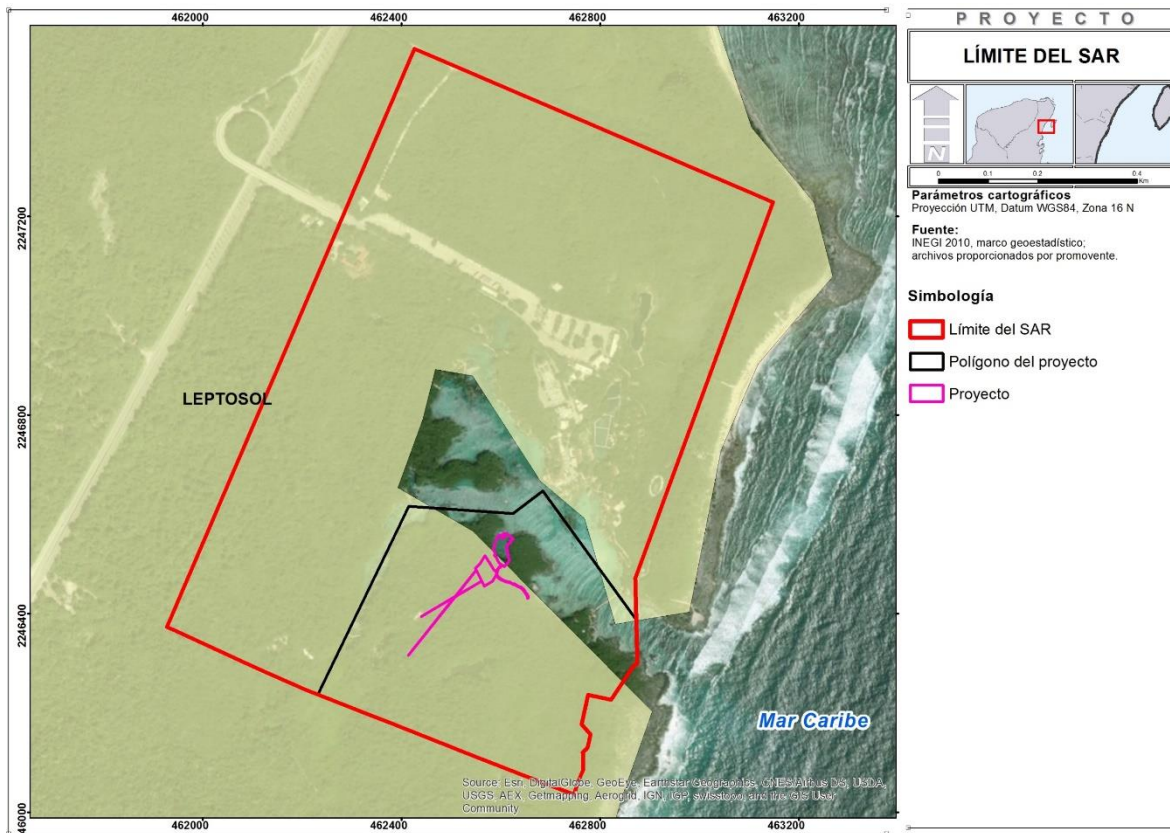 462000 462400 462800 463200
PROYECTO
LÍMITE DEL SAR
N
0 0.1 0.2 0.4
Km
Parámetros cartográficos
Proyección UTM, Datum WGS84, Zona 16 N
Fuente:
INEGI 2010, marco geoestadístico;
archivos proporcionados por promovente.
Simbología
Límite del SAR
Polígono del proyecto
Proyecto
2247200
2246800
2246400
46000
LEPTOSOL
Mar Caribe
Source: Esri, DigitalGlobe, GeoEye, Earthstar Geographics, CNES/Airbus DS, USDA,
USGS, AEX, Getmapping, Aerogrid, IGN, IGP, swisstopo, and the GIS User
Community
462000 462400 462800 463200